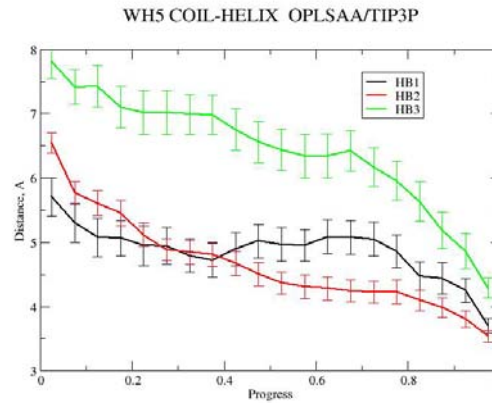 WH5 COIL-HELIX OPLSAA/TIP3P
8
7
6
5
4
3
Distance, A
HB1
HB2
HB3
0
0.2
0.4
0.6
0.8
Progress